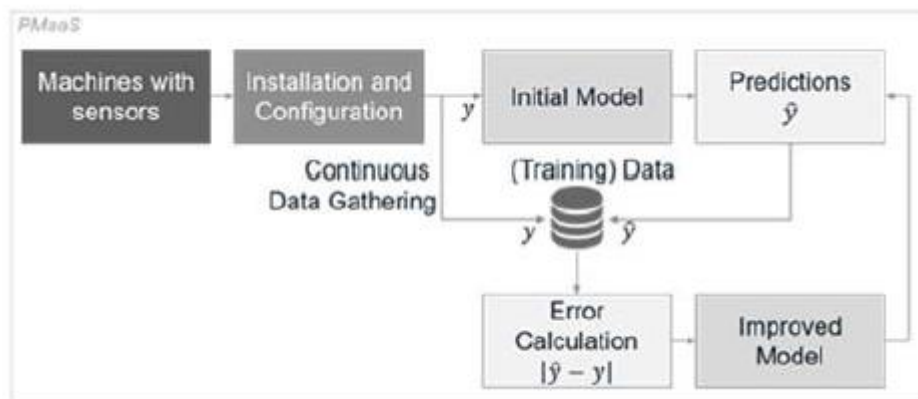 PMaaS
Machines with
sensors
Installation and
Configuration
y
Initial Model
Predictions
ŷ
Continuous
Data Gathering
(Training) Data
y
ŷ
Error
Calculation
|ŷ − y|
Improved
Model